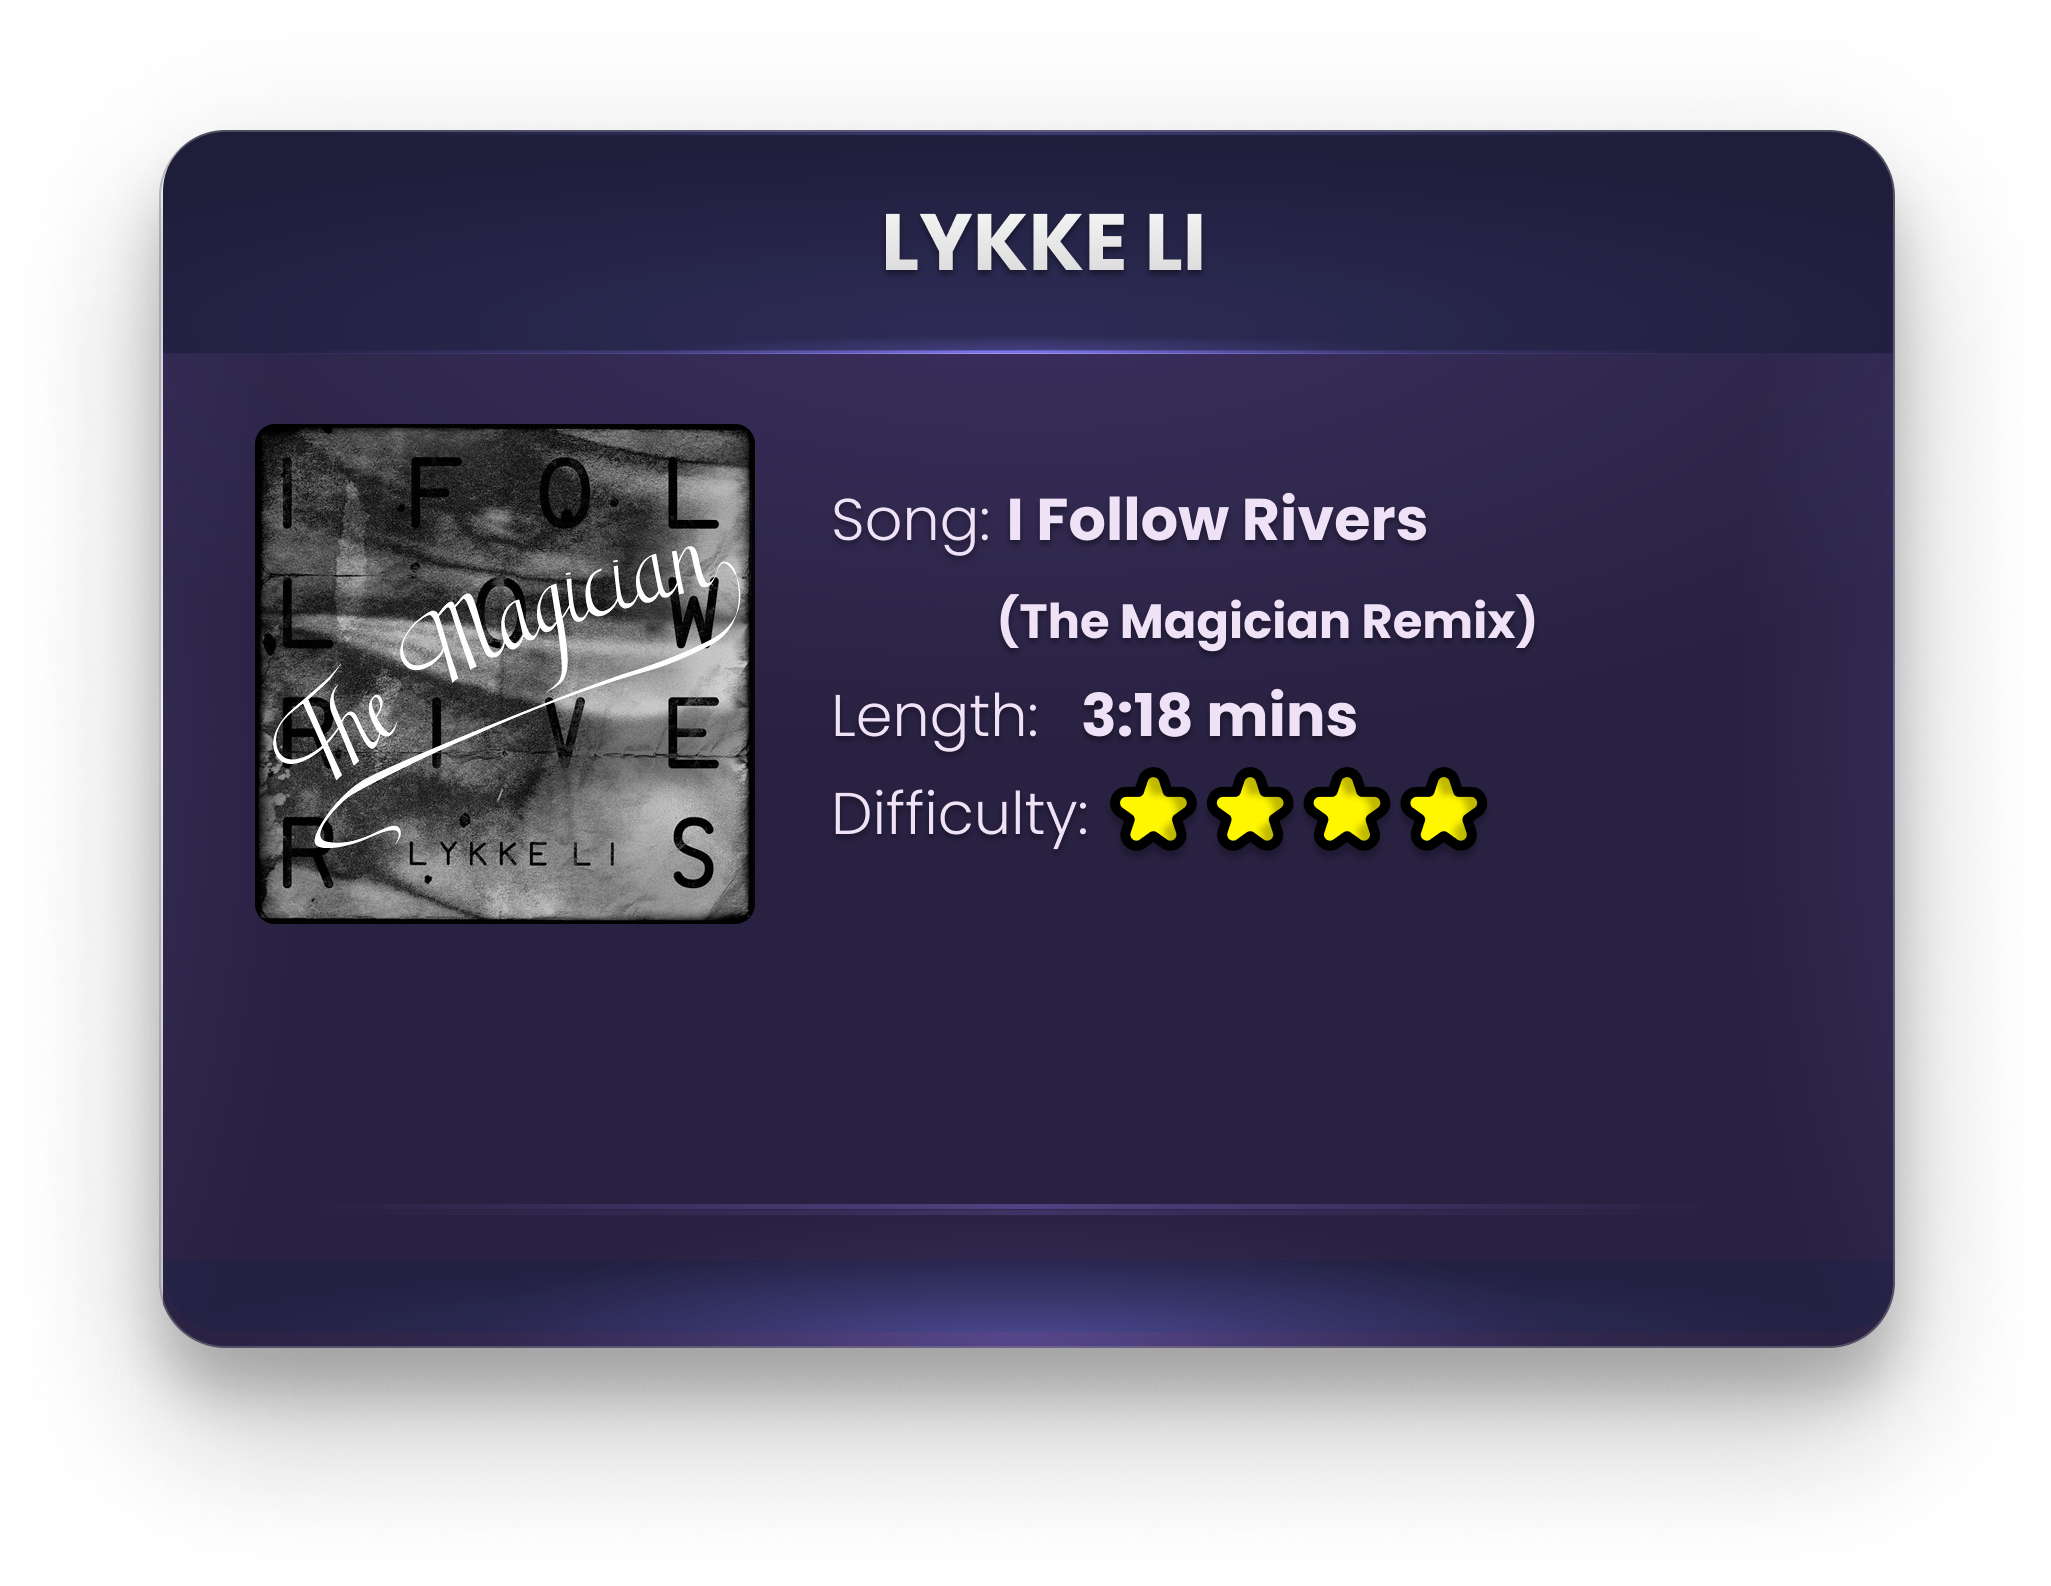 LYKKE LI
I F O L
L O W
R I V E
R LYKKE LI S
The Magician
Song: I Follow Rivers
(The Magician Remix)
Length: 3:18 mins
Difficulty: